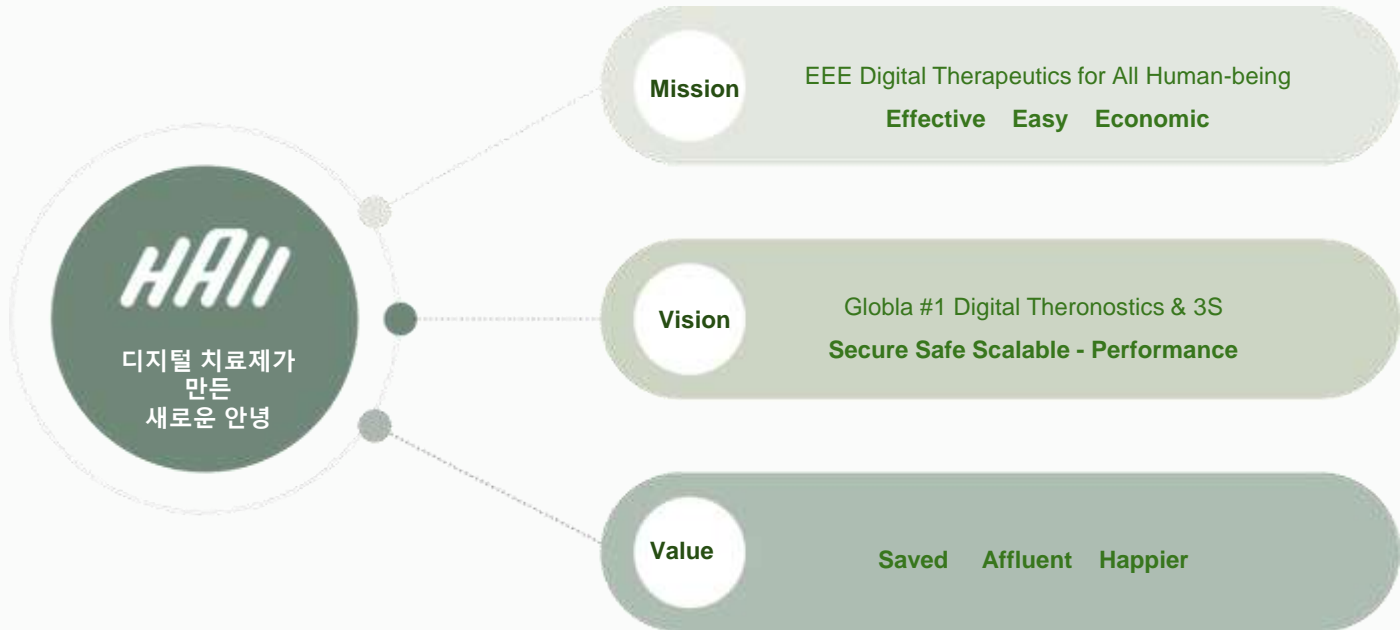 HAII
디지털 치료제가
만든
새로운 안녕
Mission
EEE Digital Therapeutics for All Human-being
Effective Easy Economic
Vision
Globla #1 Digital Theronostics & 3S
Secure Safe Scalable - Performance
Value
Saved Affluent Happier